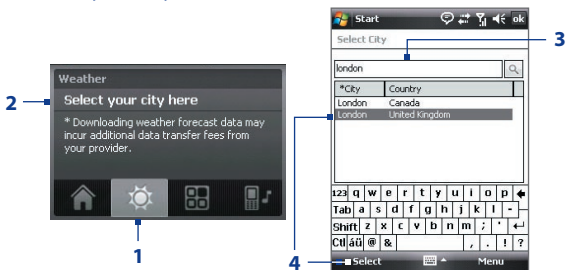 Weather
2
Select your city here
* Downloading weather forecast data may
incur additional data transfer fees from
your provider.
1
Start
ok
Select City
3
london
*City Country
London Canada
London United Kingdom
4
123 q w e r t y u i o p
Tab a s d f g h j k l -
Shift z x c v b n m ; '
Ctl áü @ & , . ! ?
4
Select Menu